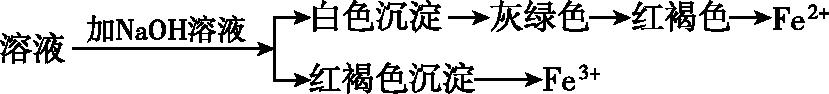 白色沉淀 → 灰绿色 → 红褐色 → Fe²⁺
溶液 加NaOH溶液
红褐色沉淀 → Fe³⁺